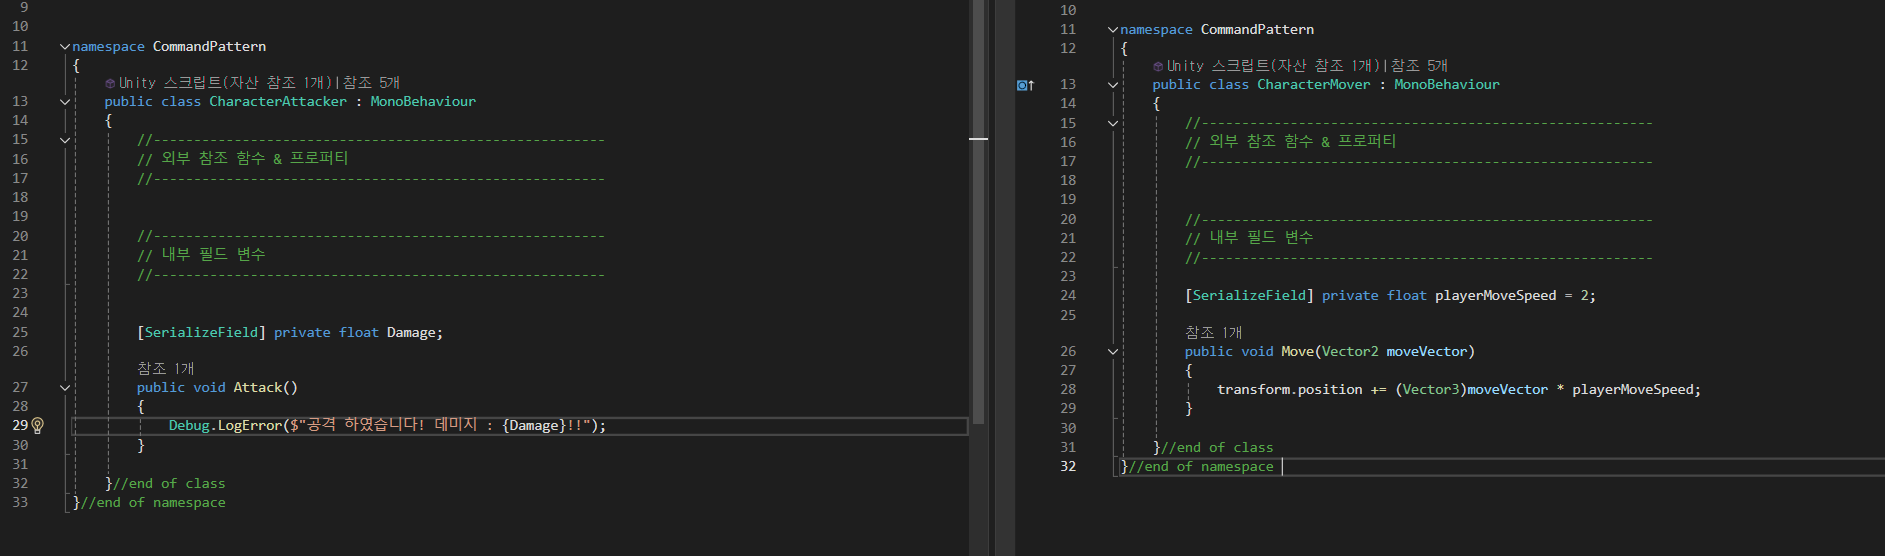 9
10
11 namespace CommandPattern
12 {
Unity 스크립트(자산 참조 1개)|참조 5개
13 public class CharacterAttacker : MonoBehaviour
14 {
15 //--------------------------------------------------------
16 // 외부 참조 함수 & 프로퍼티
17 //--------------------------------------------------------
18
19
20 //--------------------------------------------------------
21 // 내부 필드 변수
22 //--------------------------------------------------------
23
24
25 [SerializeField] private float Damage;
26
참조 1개
27 public void Attack()
28 {
29 Debug.LogError($"공격 하였습니다! 데미지 : {Damage}!!");
30 }
31
32 }//end of class
33 }//end of namespace
10
11 namespace CommandPattern
12 {
Unity 스크립트(자산 참조 1개)|참조 5개
13 public class CharacterMover : MonoBehaviour
14 {
15 //--------------------------------------------------------
16 // 외부 참조 함수 & 프로퍼티
17 //--------------------------------------------------------
18
19
20 //--------------------------------------------------------
21 // 내부 필드 변수
22 //--------------------------------------------------------
23
24 [SerializeField] private float playerMoveSpeed = 2;
25
참조 1개
26 public void Move(Vector2 moveVector)
27 {
28 transform.position += (Vector3)moveVector * playerMoveSpeed;
29 }
30
31 }//end of class
32 }//end of namespace